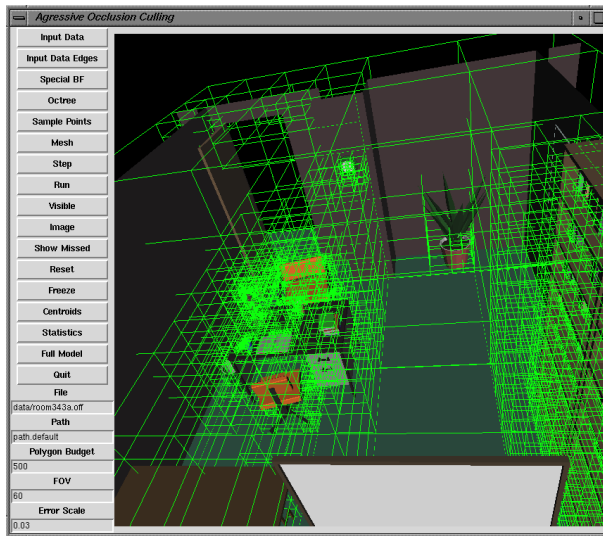 Agressive Occlusion Culling
Input Data
Input Data Edges
Special BF
Octree
Sample Points
Mesh
Step
Run
Visible
Image
Show Missed
Reset
Freeze
Centroids
Statistics
Full Model
Quit
File
data/room343a.off
Path
path.default
Polygon Budget
500
FOV
60
Error Scale
0.03